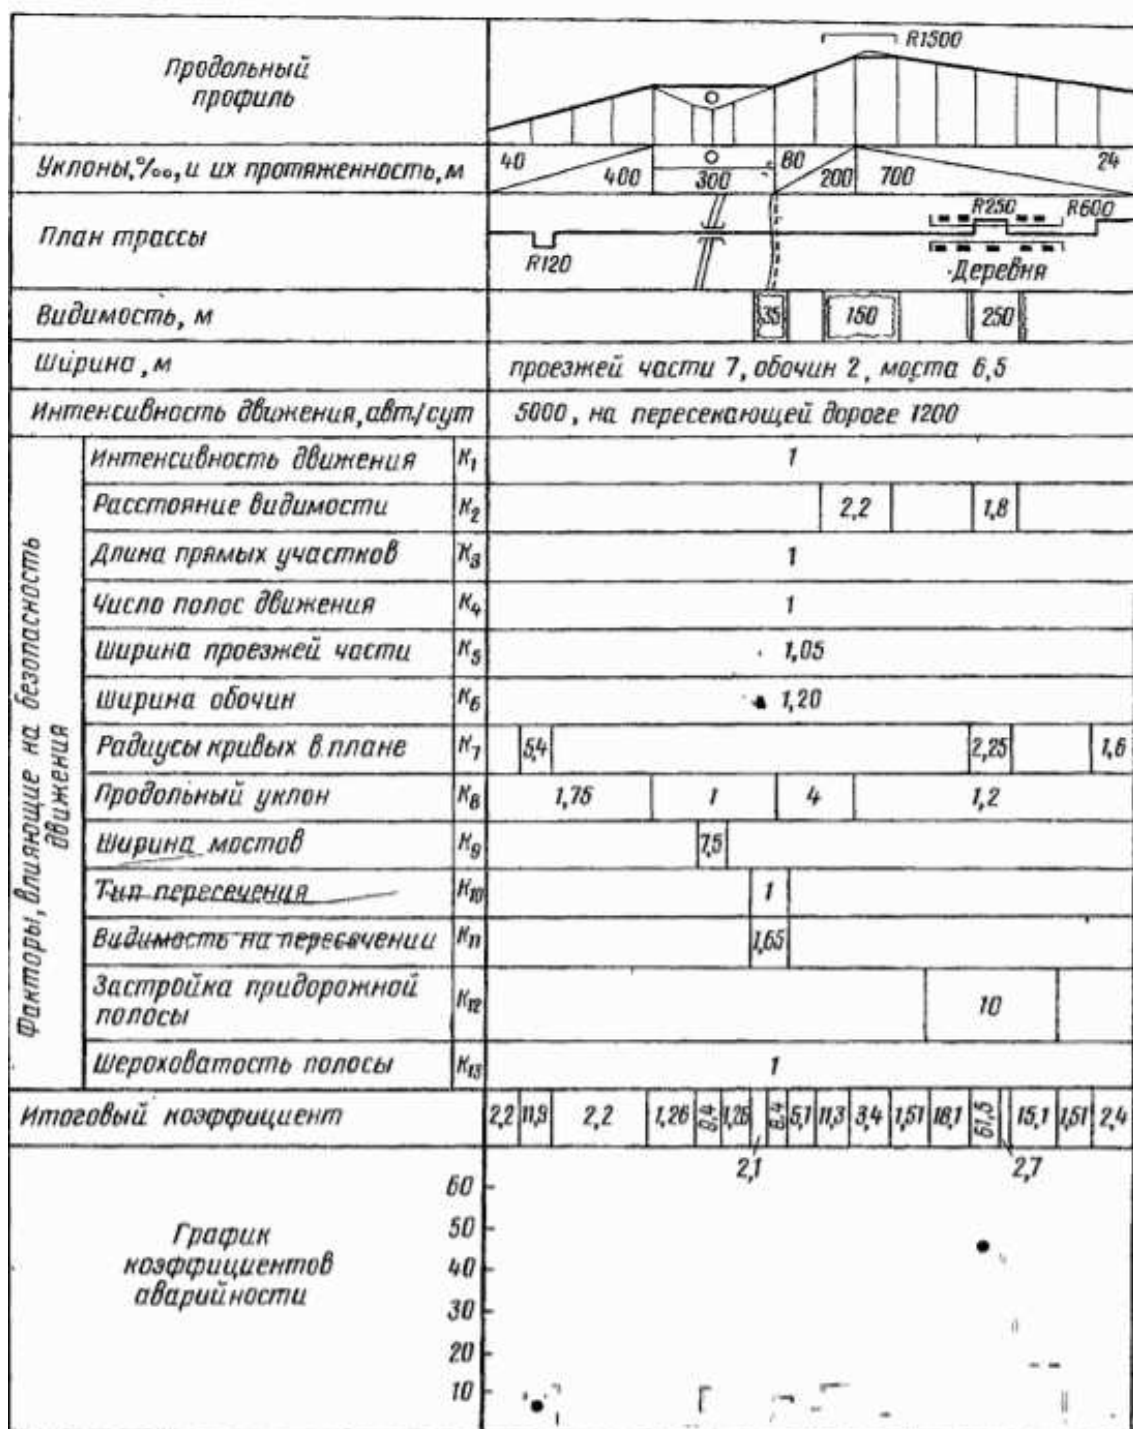 Продольный
профиль
R1500
Уклоны,‰, и их протяженность, м
40
400
300
80
200
700
24
План трассы
R120
R250
R600
Деревня
Видимость, м
35
150
250
Ширина, м
проезжей части 7, обочин 2, моста 6,5
Интенсивность движения, авт./сут
5000, на пересекающей дороге 1200
Факторы, влияющие на безопасность
движения
Интенсивность движения K1 1
Расстояние видимости K2 2,2 1,8
Длина прямых участков K3 1
Число полос движения K4 1
Ширина проезжей части K5 1,05
Ширина обочин K6 1,20
Радиусы кривых в плане K7 5,4 2,25 1,6
Продольный уклон K8 1,75 1 4 1,2
Ширина мостов K9 7,5
Тип пересечения K10 1
Видимость на пересечении K11 1,65
Застройка придорожной
полосы
K12 10
Шероховатость полосы K13 1
Итоговый коэффициент 2,2 11,9 2,2 1,26 9,4 1,26 8,4 5,1 11,3 3,4 1,51 18,1 61,5 15,1 1,51 2,4
2,1 2,7
График
коэффициентов
аварийности
60
50
40
30
20
10